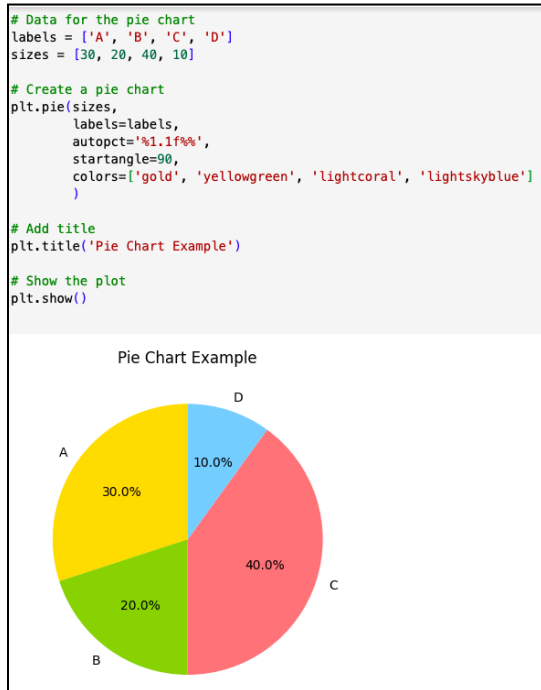 # Data for the pie chart
labels = ['A', 'B', 'C', 'D']
sizes = [30, 20, 40, 10]

# Create a pie chart
plt.pie(sizes,
        labels=labels,
        autopct='%1.1f%%',
        startangle=90,
        colors=['gold', 'yellowgreen', 'lightcoral', 'lightskyblue']
        )

# Add title
plt.title('Pie Chart Example')

# Show the plot
plt.show()

Pie Chart Example
D
A
10.0%
30.0%
40.0%
C
20.0%
B